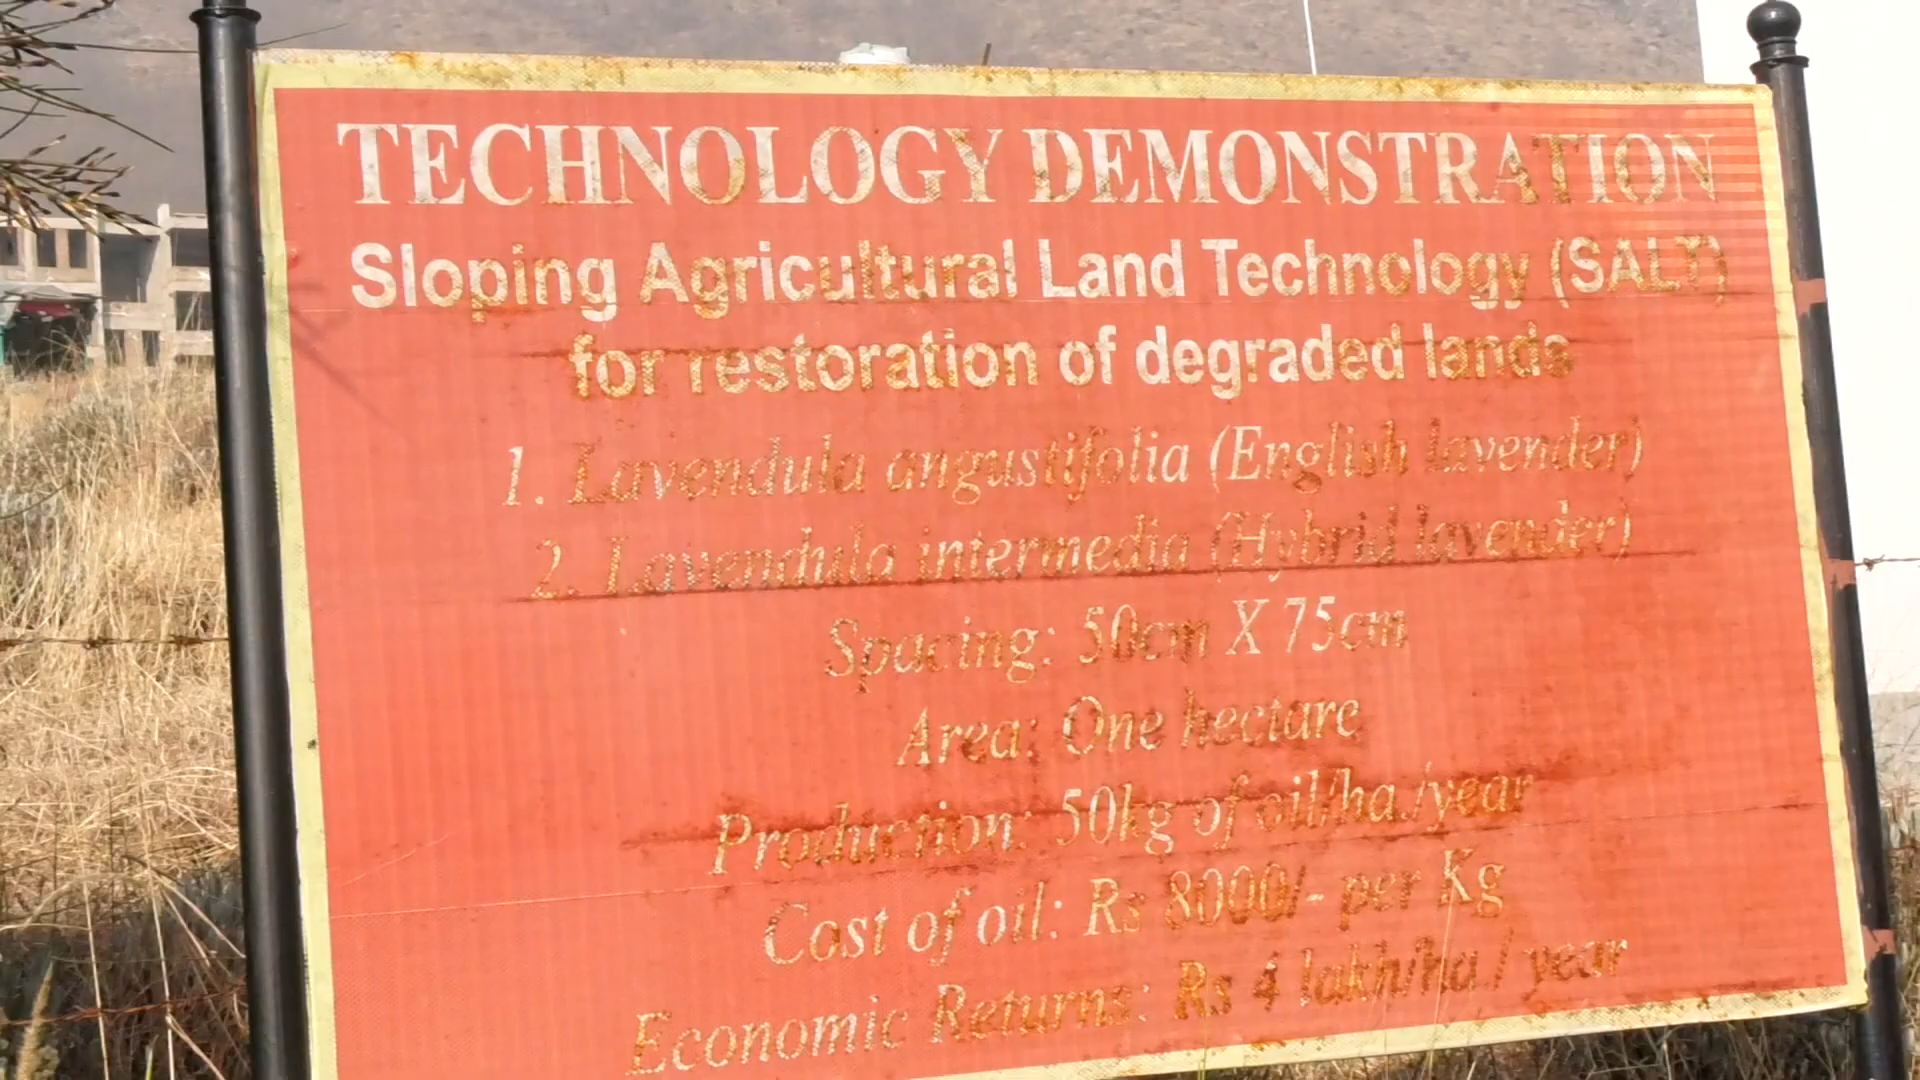 TECHNOLOGY DEMONSTRATION
Sloping Agricultural Land Technology (SALT)
for restoration of degraded lands
1. Lavendula angustifolia (English lavender)
2. Lavendula intermedia (Hybrid lavender)
Spacing: 50cm X 75cm
Area: One hectare
Production: 50kg of oil/ha./year
Cost of oil: Rs 8000/- per Kg
Economic Returns: Rs 4 lakh/ha./ year